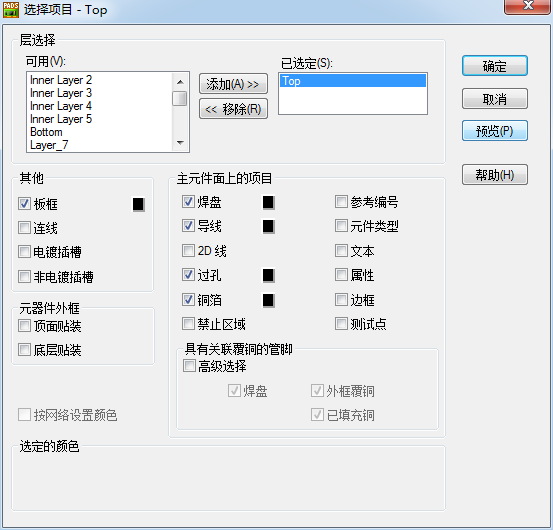 PADS
选择项目 - Top
层选择
可用(V):
Inner Layer 2
Inner Layer 3
Inner Layer 4
Inner Layer 5
Bottom
Layer_7
添加(A) >>
<< 移除(R)
已选定(S):
Top
确定
取消
预览(P)
帮助(H)
其他
板框
连线
电镀插槽
非电镀插槽
元器件外框
顶面贴装
底层贴装
按网络设置颜色
主元件面上的项目
焊盘
导线
2D 线
过孔
铜箔
禁止区域
参考编号
元件类型
文本
属性
边框
测试点
具有关联覆铜的管脚
高级选择
焊盘
外框覆铜
已填充铜
选定的颜色